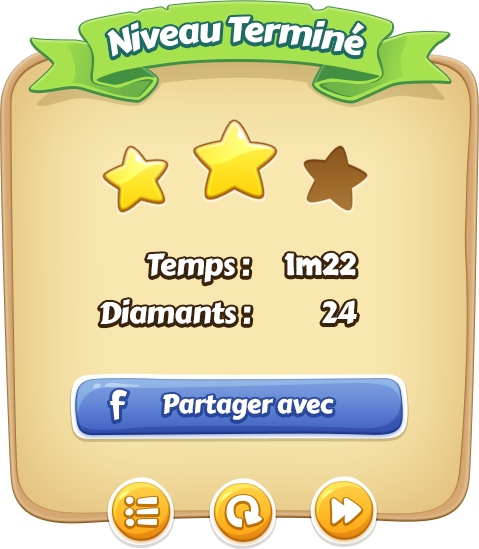 Niveau Terminé
Temps : 1m22
Diamants : 24
f Partager avec